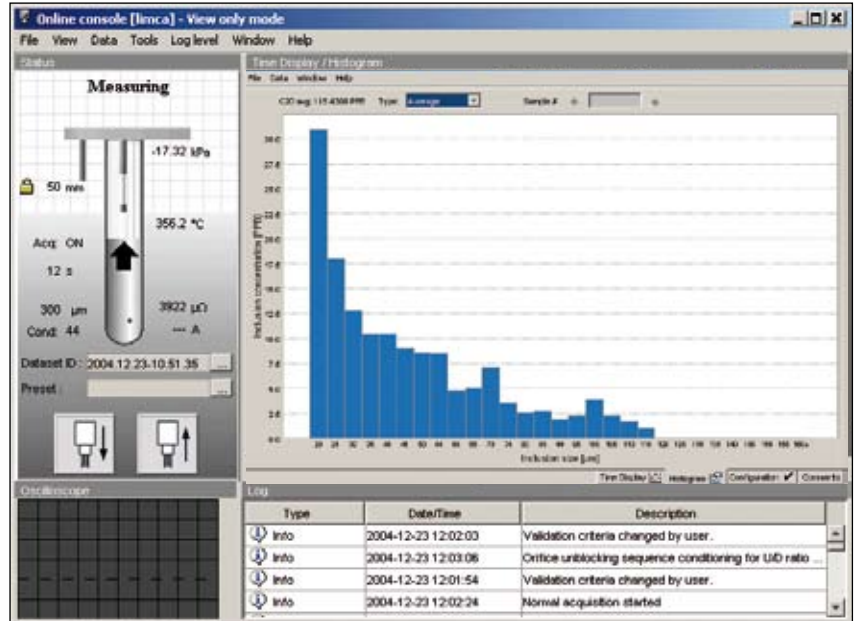 Online console [limca] - View only mode
File View Data Tools Log level Window Help
Status
Measuring
-17.32 kPa
50 mm
356.2 °C
Acq: ON
12 s
300 µm
3922 µΩ
Cond: 44
--- A
Dataset ID : 2004.12.23-10.51.35 ...
Preset : ...
Oscilloscope
Time Display / Histogram
File Data Window Help
Type: Average
Sample #
Inclusion concentration [PPB]
Inclusion size [µm]
Time Display Histogram Configuration Comments
Log
Type Date/Time Description
Info 2004-12-23 12:02:03 Validation criteria changed by user.
Info 2004-12-23 12:03:06 Orifice unblocking sequence conditioning for U/D ratio ...
Info 2004-12-23 12:01:54 Validation criteria changed by user.
Info 2004-12-23 12:02:24 Normal acquisition started